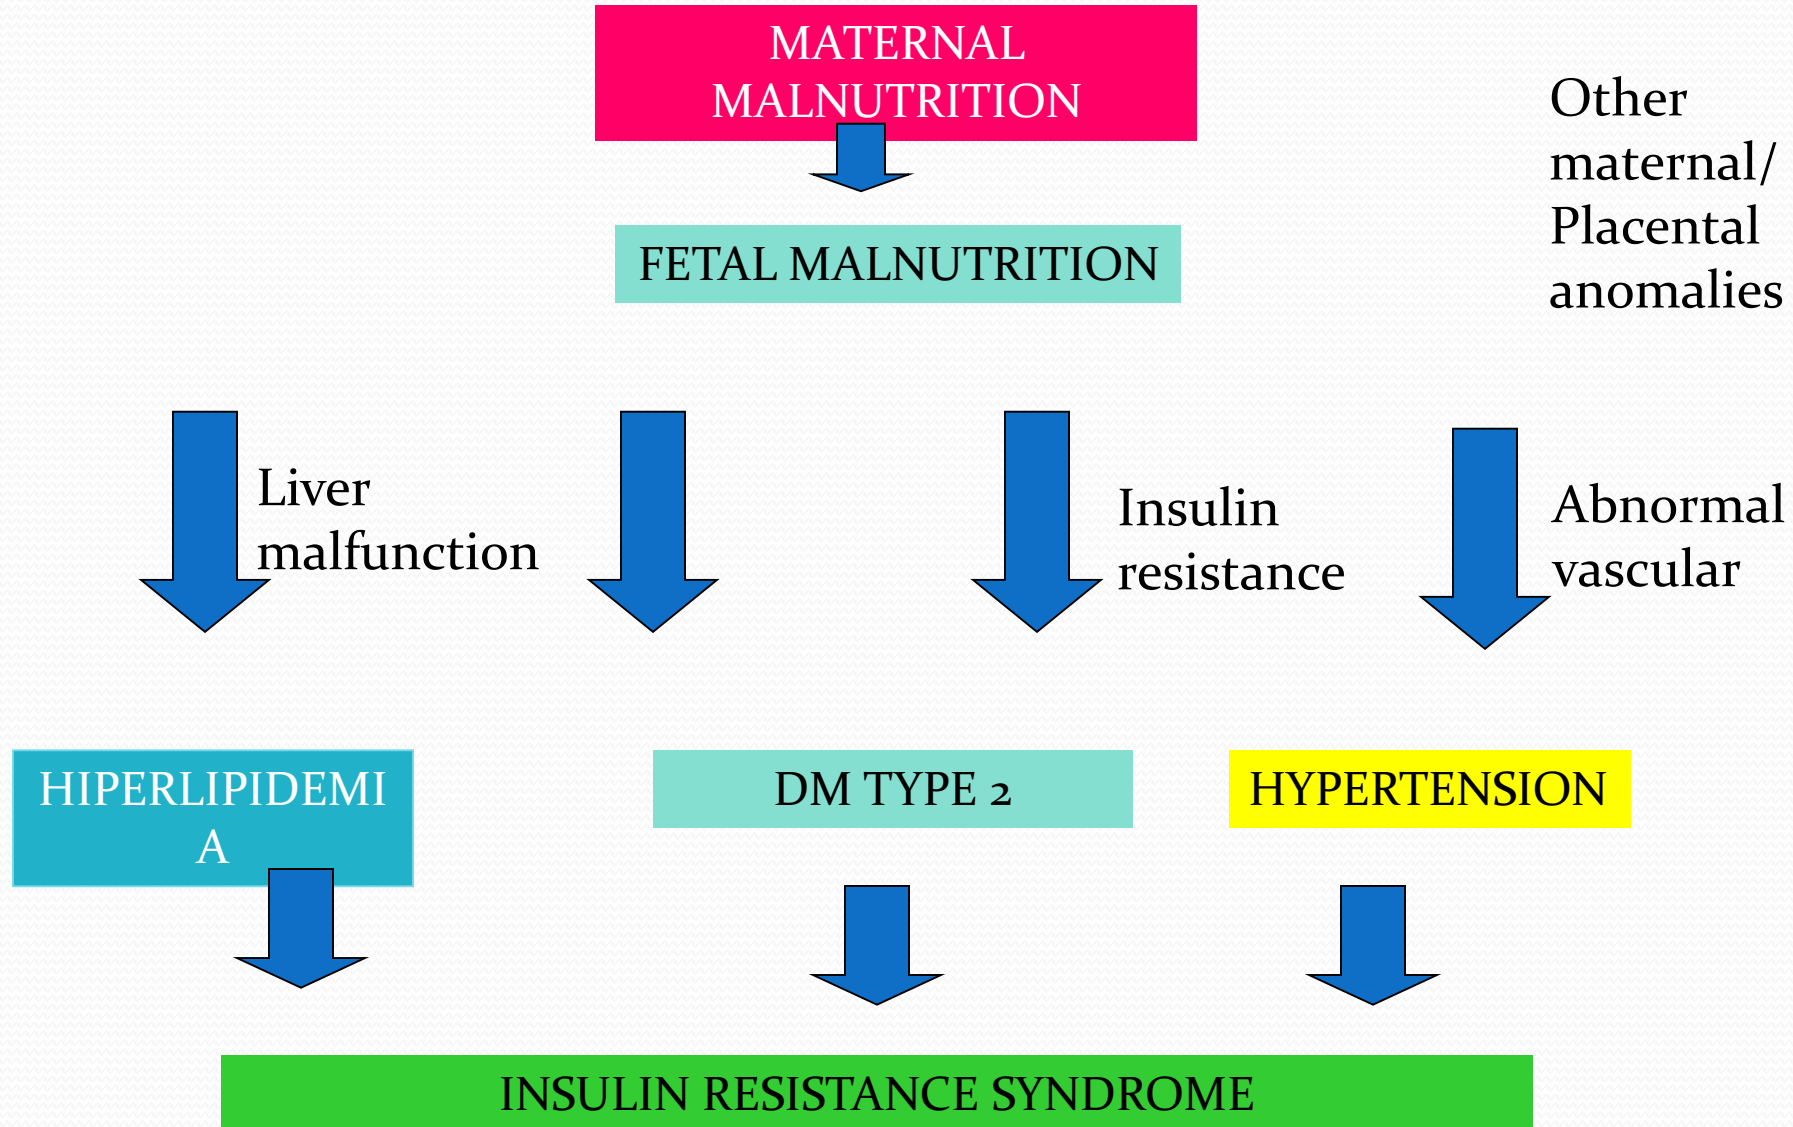 MATERNAL
MALNUTRITION
Other
maternal/
Placental
anomalies
FETAL MALNUTRITION
Liver
malfunction
Insulin
resistance
Abnormal
vascular
HIPERLIPIDEMI
A
DM TYPE 2
HYPERTENSION
INSULIN RESISTANCE SYNDROME